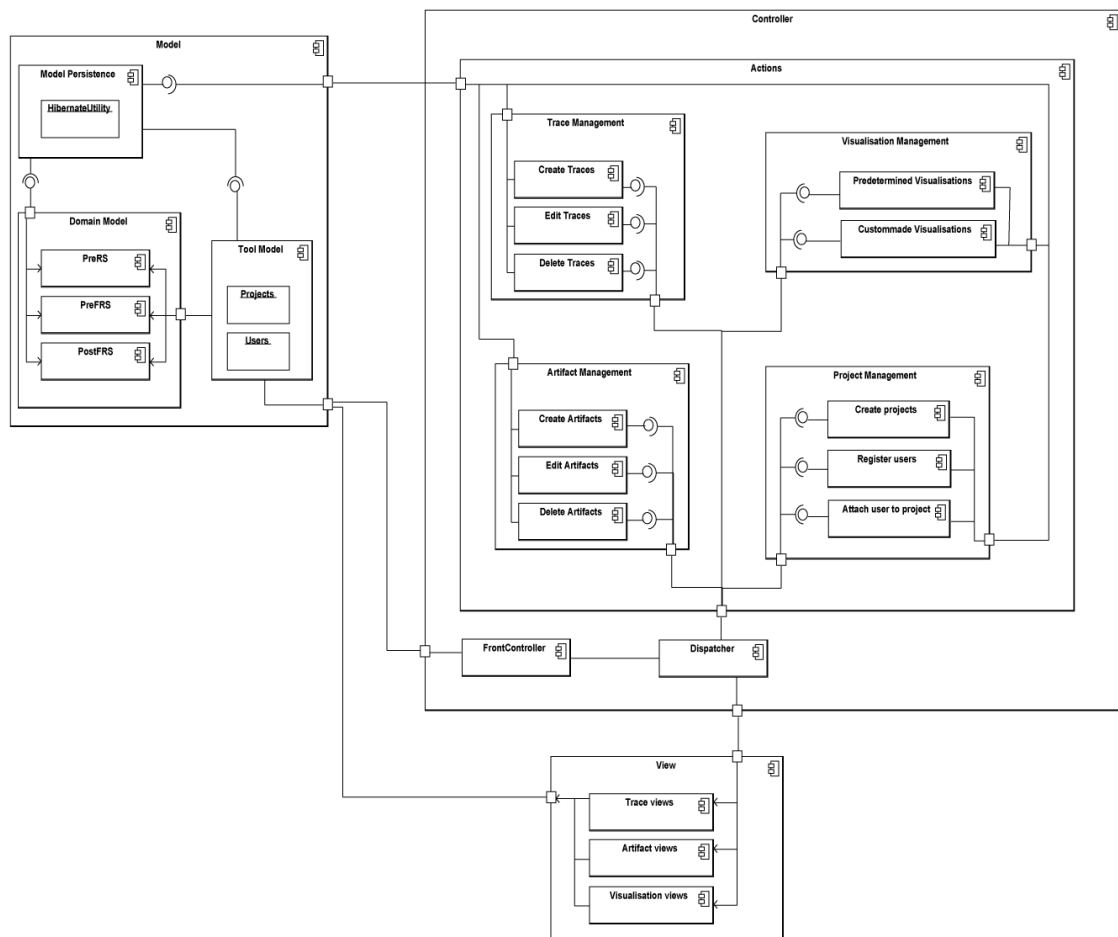 Controller
Model
Model Persistence
HibernateUtility
Actions
Trace Management
Create Traces
Edit Traces
Delete Traces
Visualisation Management
Predetermined Visualisations
Custommade Visualisations
Domain Model
PreRS
PreFRS
PostFRS
Tool Model
Projects
Users
Artifact Management
Create Artifacts
Edit Artifacts
Delete Artifacts
Project Management
Create projects
Register users
Attach user to project
FrontController
Dispatcher
View
Trace views
Artifact views
Visualisation views